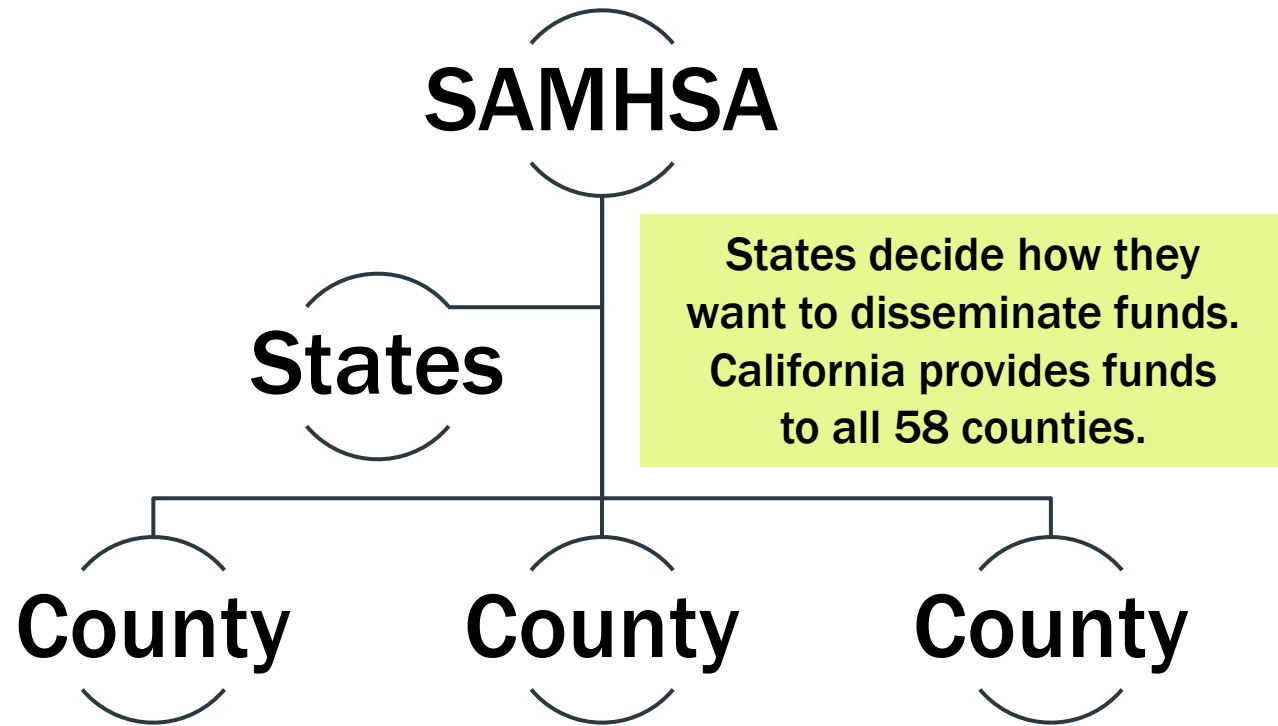 SAMHSA
States decide how they
want to disseminate funds.
California provides funds
to all 58 counties.
States
County
County
County